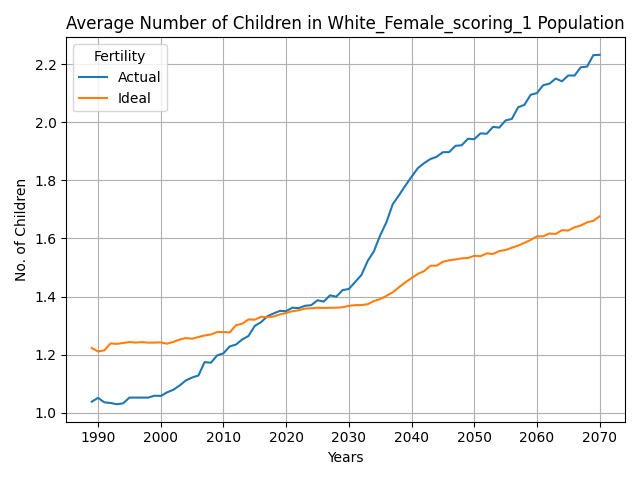 Average Number of Children in White_Female_scoring_1 Population
Fertility
Actual
Ideal
No. of Children
2.2
2.0
1.8
1.6
1.4
1.2
1.0
1990 2000 2010 2020 2030 2040 2050 2060 2070
Years